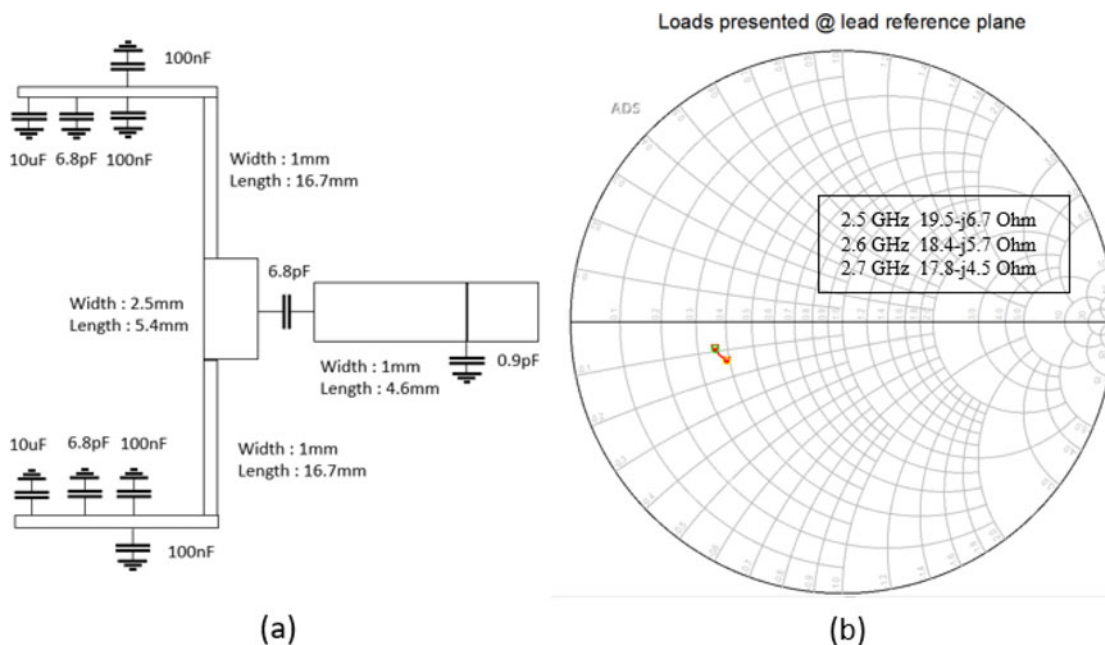 Loads presented @ lead reference plane
ADS
2.5 GHz 19.5-j6.7 Ohm
2.6 GHz 18.4-j5.7 Ohm
2.7 GHz 17.8-j4.5 Ohm
100nF
10uF 6.8pF 100nF
Width : 1mm
Length : 16.7mm
6.8pF
Width : 2.5mm
Length : 5.4mm
0.9pF
Width : 1mm
Length : 4.6mm
10uF 6.8pF 100nF
Width : 1mm
Length : 16.7mm
100nF
(a)
(b)